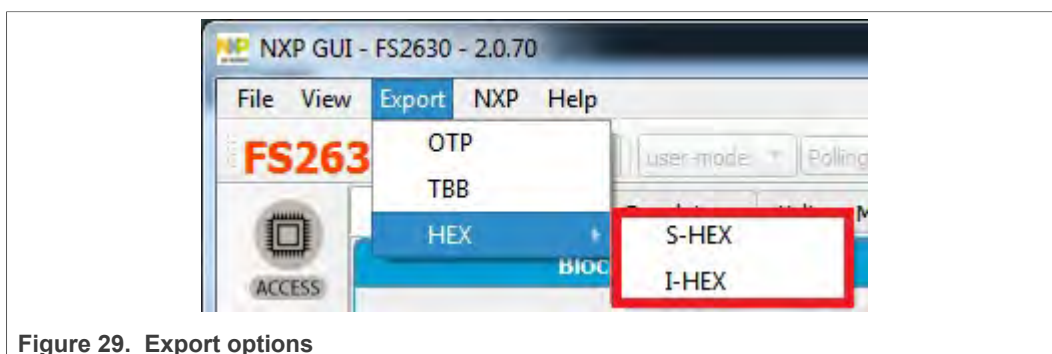 NXP GUI - FS2630 - 2.0.70
File View Export NXP Help
FS263
OTP
user-mode
Polling
TBB
HEX
S-HEX
I-HEX
ACCESS
Figure 29. Export options